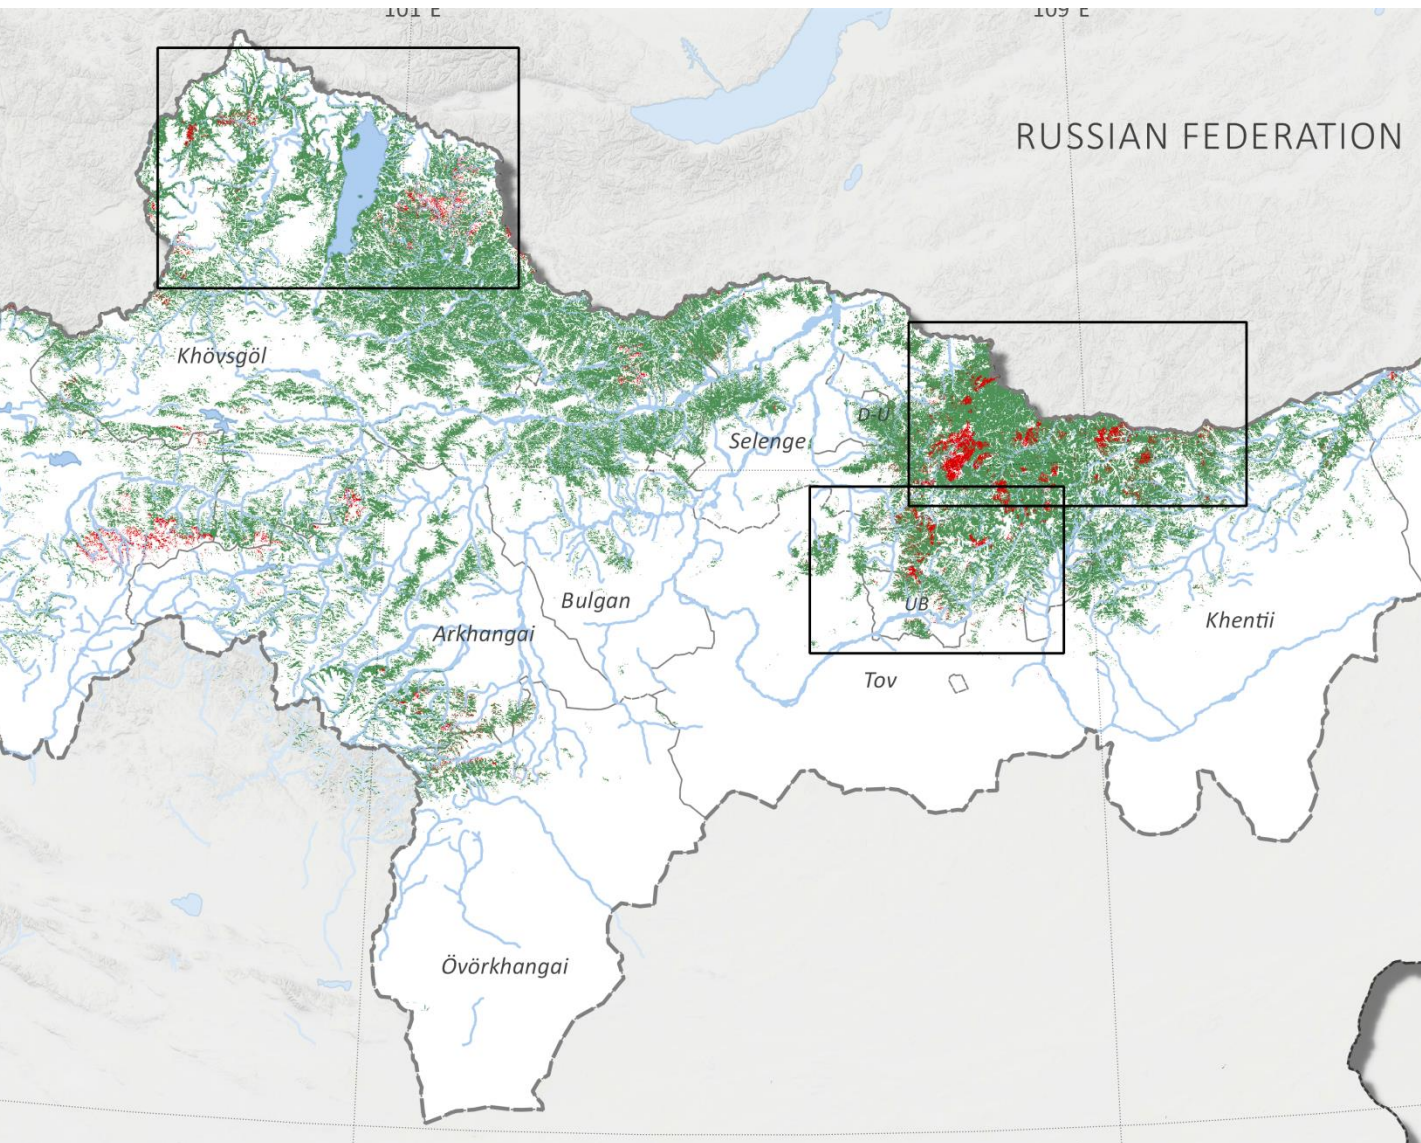 101°E
109°E
RUSSIAN FEDERATION
Khövsgöl
D-U
Selenge
Bulgan
UB
Arkhangai
Khentii
Tov
Övörkhangai